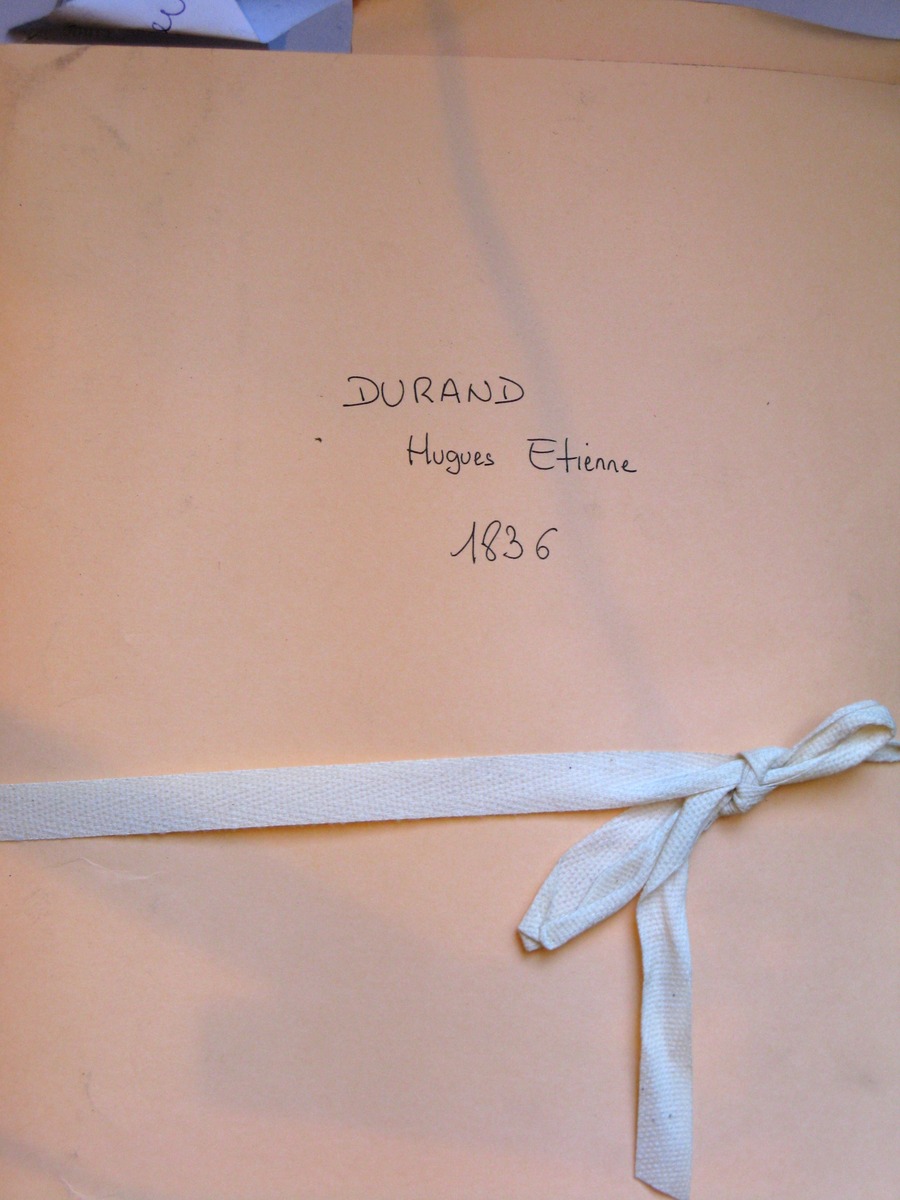 DURAND
Hugues Etienne
1836